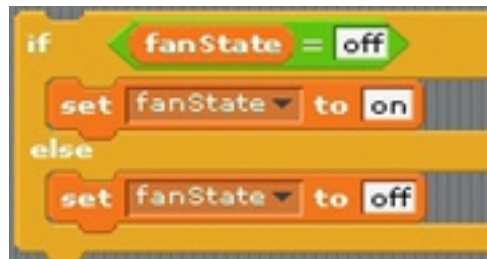 if fanState = off
set fanState to on
else
set fanState to off